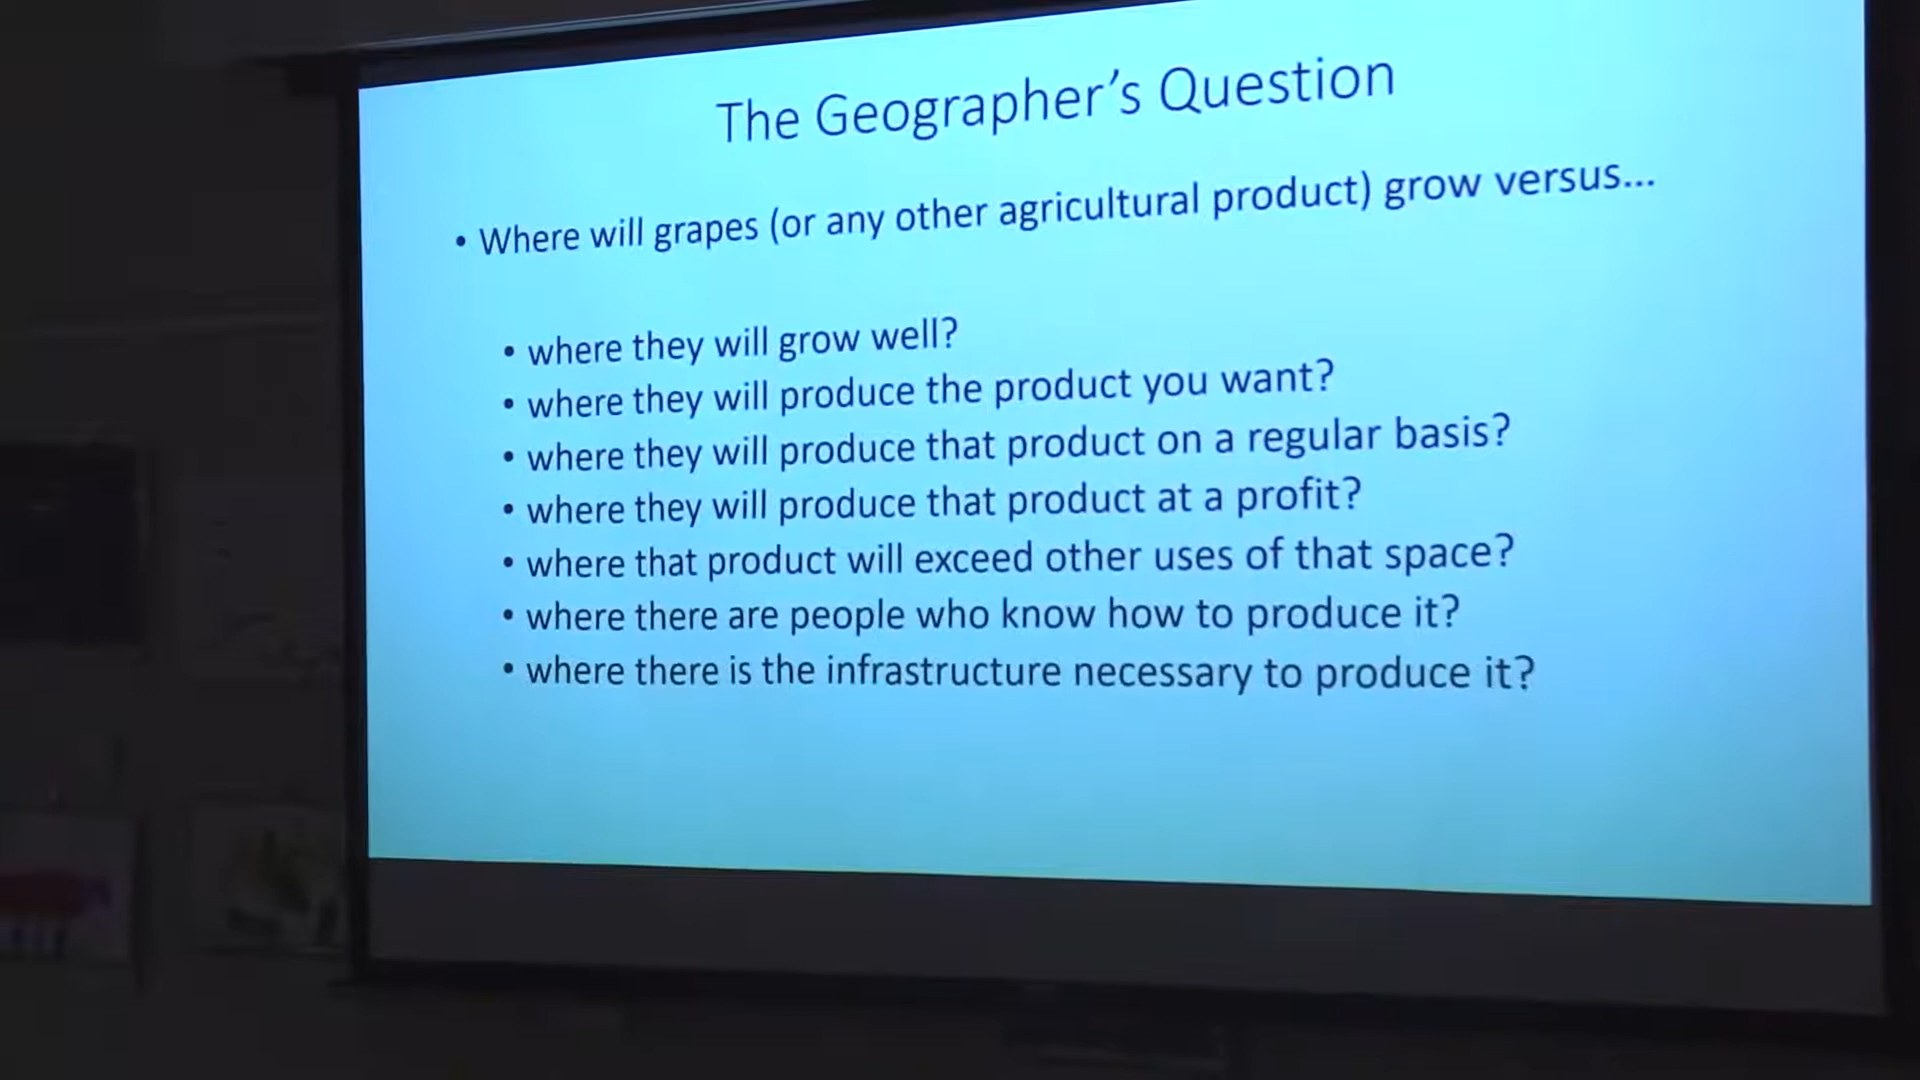 The Geographer's Question
• Where will grapes (or any other agricultural product) grow versus...
• where they will grow well?
• where they will produce the product you want?
• where they will produce that product on a regular basis?
• where they will produce that product at a profit?
• where that product will exceed other uses of that space?
• where there are people who know how to produce it?
• where there is the infrastructure necessary to produce it?